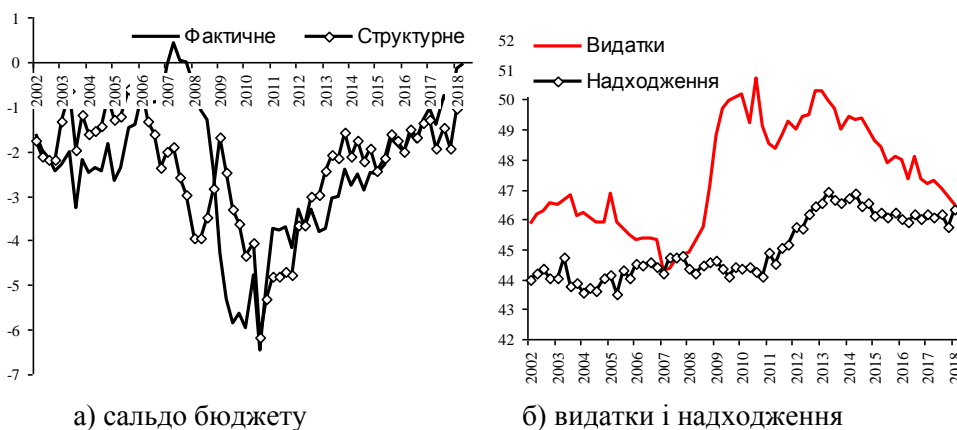 1
0
-1
-2
-3
-4
-5
-6
-7
Фактичне Структурне
2002 2003 2004 2005 2006 2007 2008 2009 2010 2011 2012 2013 2014 2015 2016 2017 2018
а) сальдо бюджету
52
51
50
49
48
47
46
45
44
43
42
Видатки
Надходження
2002 2003 2004 2005 2006 2007 2008 2009 2010 2011 2012 2013 2014 2015 2016 2017 2018
б) видатки і надходження